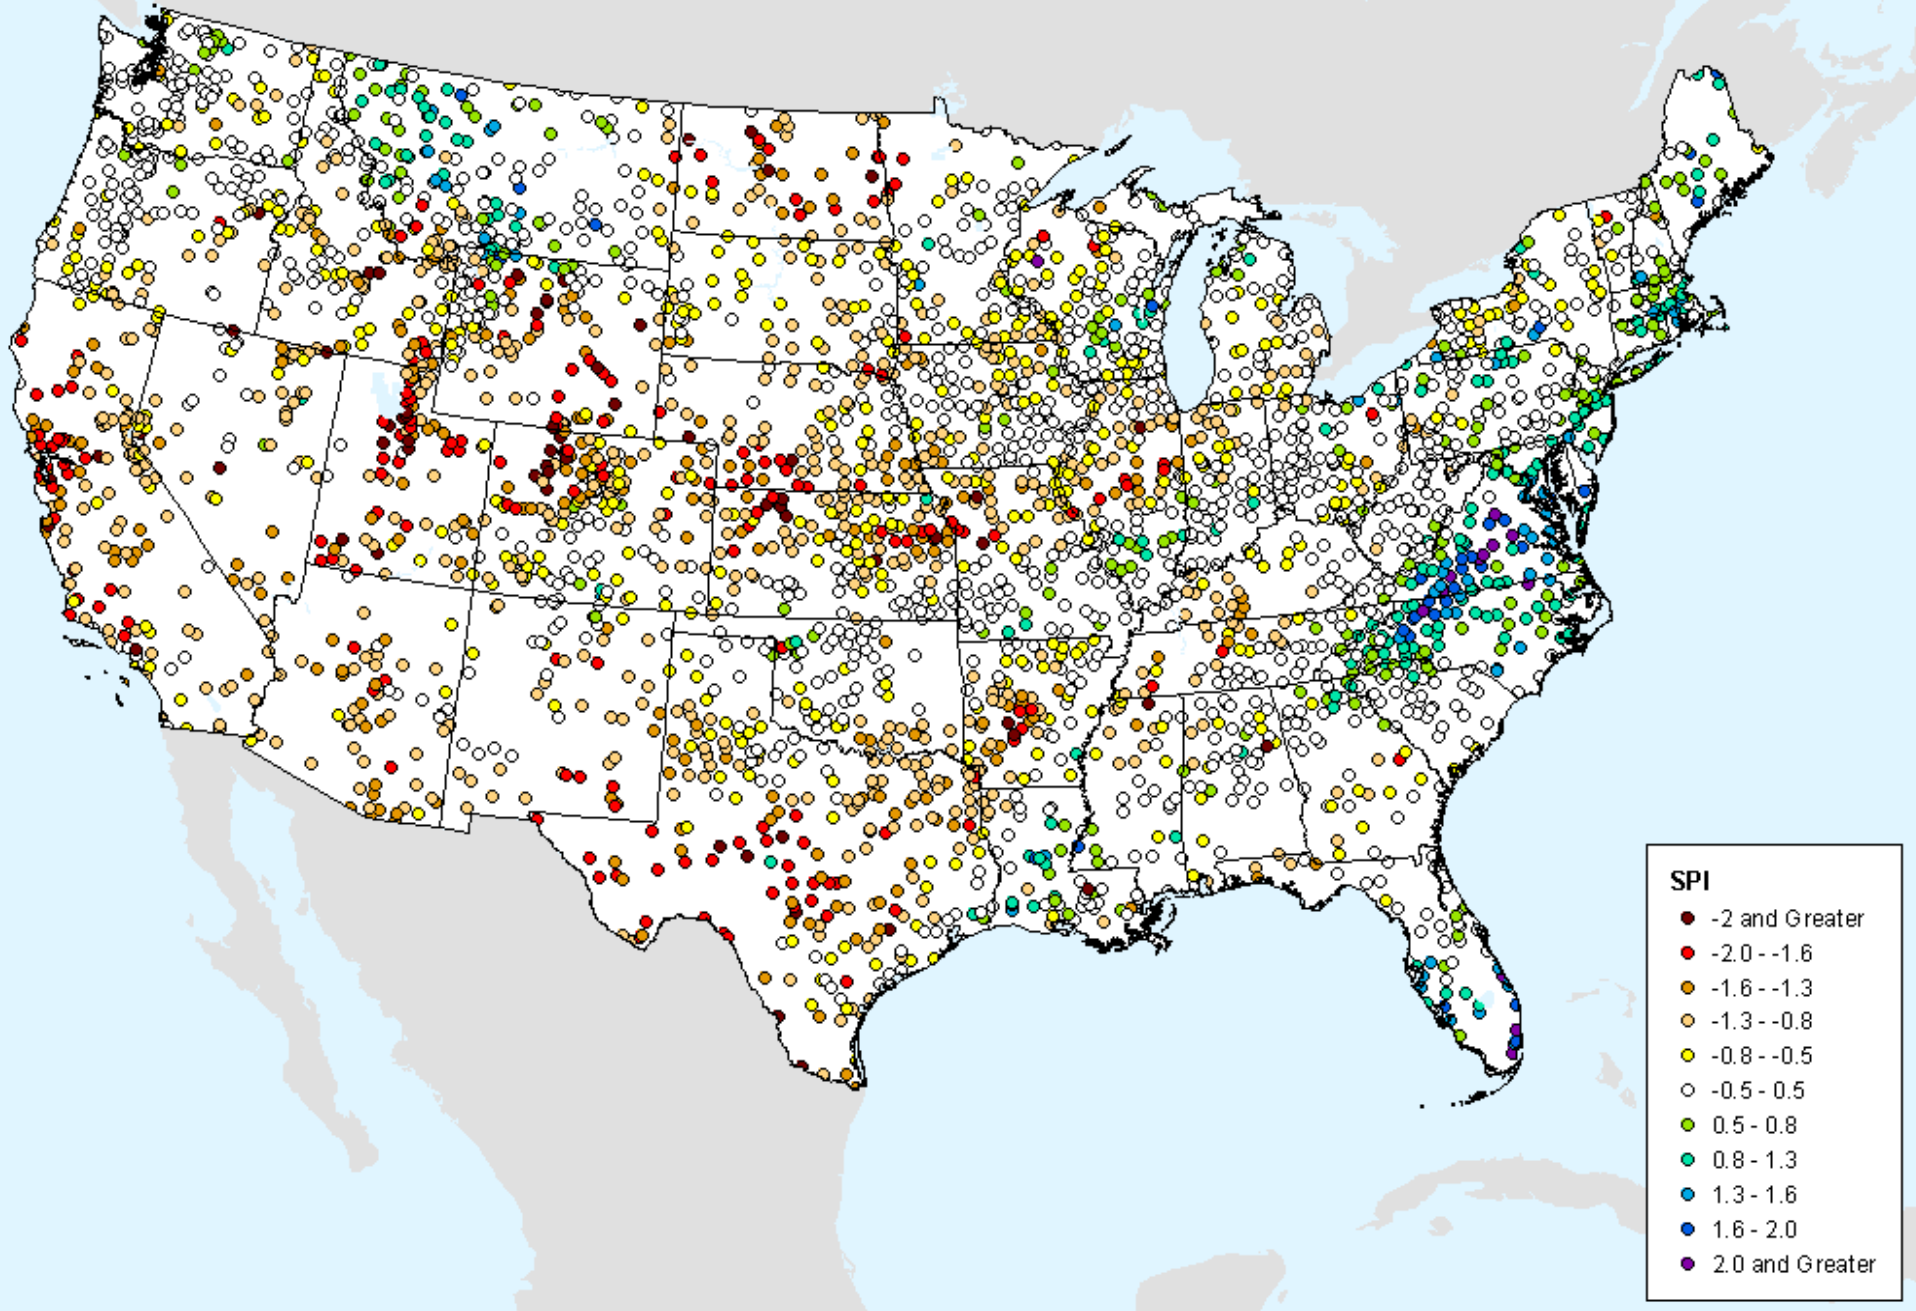 SPI
-2 and Greater
-2.0 - -1.6
-1.6 - -1.3
-1.3 - -0.8
-0.8 - -0.5
-0.5 - 0.5
0.5 - 0.8
0.8 - 1.3
1.3 - 1.6
1.6 - 2.0
2.0 and Greater